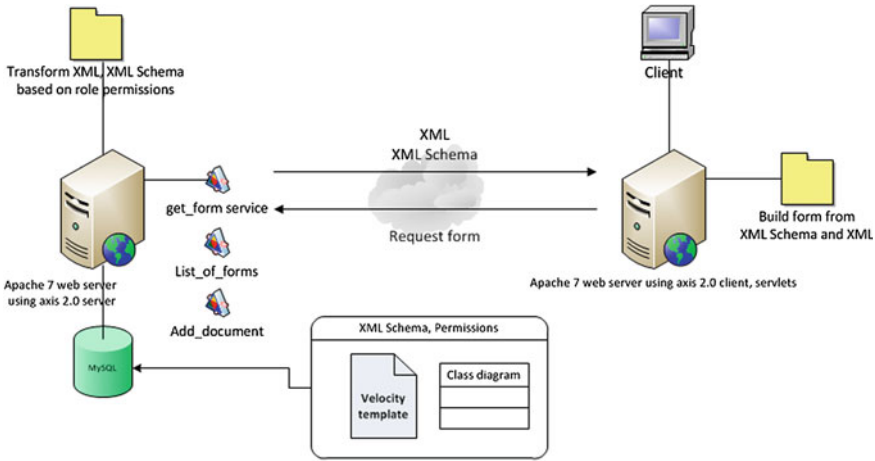 Transform XML, XML Schema
based on role permissions
Client
XML
XML Schema
get_form service
Request form
Build form from
XML Schema and XML
List_of_forms
Apache 7 web server
using axis 2.0 server
Apache 7 web server using axis 2.0 client, servlets
Add_document
XML Schema, Permissions
MySQL
Class diagram
Velocity
template